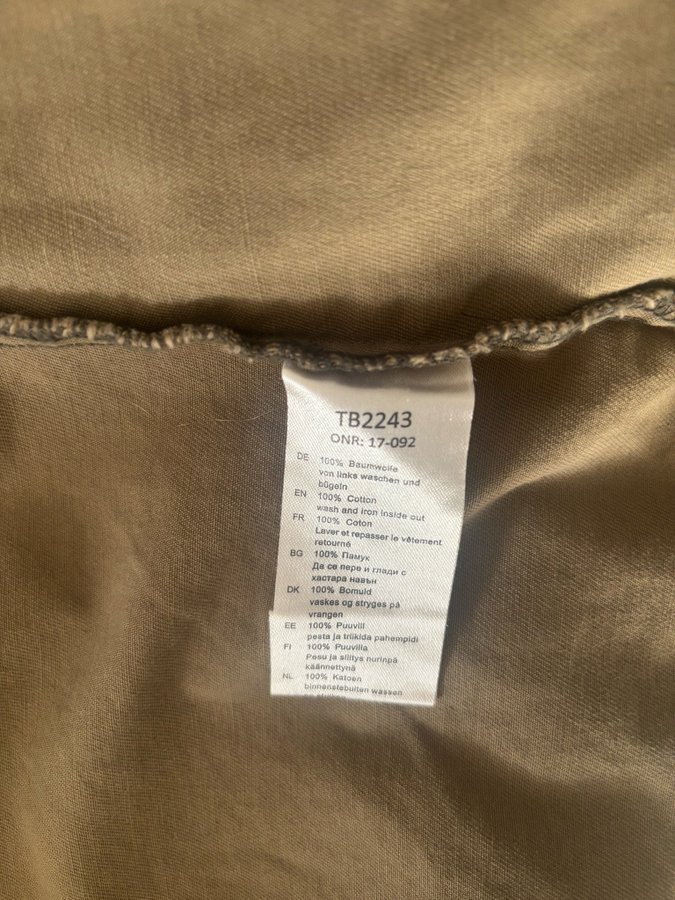 TB2243
ONR: 17-092
DE 100% Baumwolle
von links waschen und
bügeln
EN 100% Cotton
wash and iron inside out
FR 100% Coton
Laver et repasser le vêtement
retourné
BG 100% Памук
Да се пере и глади с
хастара навън
DK 100% Bomuld
vaskes og stryges på
vrangen
EE 100% Puuvill
pesta ja triikida pahempidi
FI 100% Puuvilla
Pesu ja silitys nurinpä
käännettynä
NL 100% Katoen
binnenstebuiten wassen